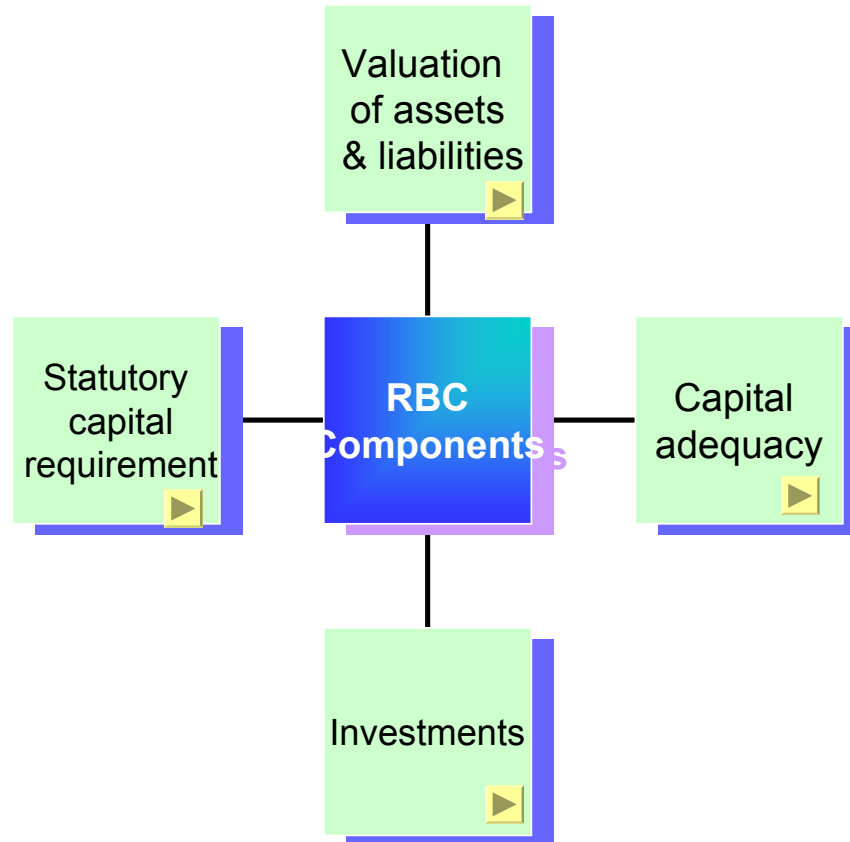 Valuation
of assets
& liabilities
Statutory
capital
requirement
RBC
Components
Capital
adequacy
Investments